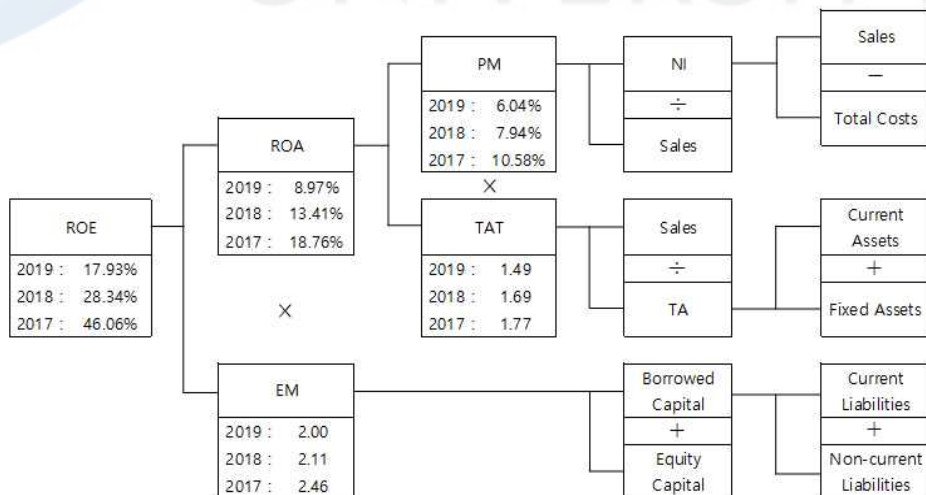 Sales
−
Total Costs
PM
2019 : 6.04%
2018 : 7.94%
2017 : 10.58%
NI
÷
Sales
ROA
2019 : 8.97%
2018 : 13.41%
2017 : 18.76%
×
ROE
2019 : 17.93%
2018 : 28.34%
2017 : 46.06%
×
TAT
2019 : 1.49
2018 : 1.69
2017 : 1.77
Sales
÷
TA
Current
Assets
+
Fixed Assets
EM
2019 : 2.00
2018 : 2.11
2017 : 2.46
Borrowed
Capital
+
Equity
Capital
Current
Liabilities
+
Non-current
Liabilities